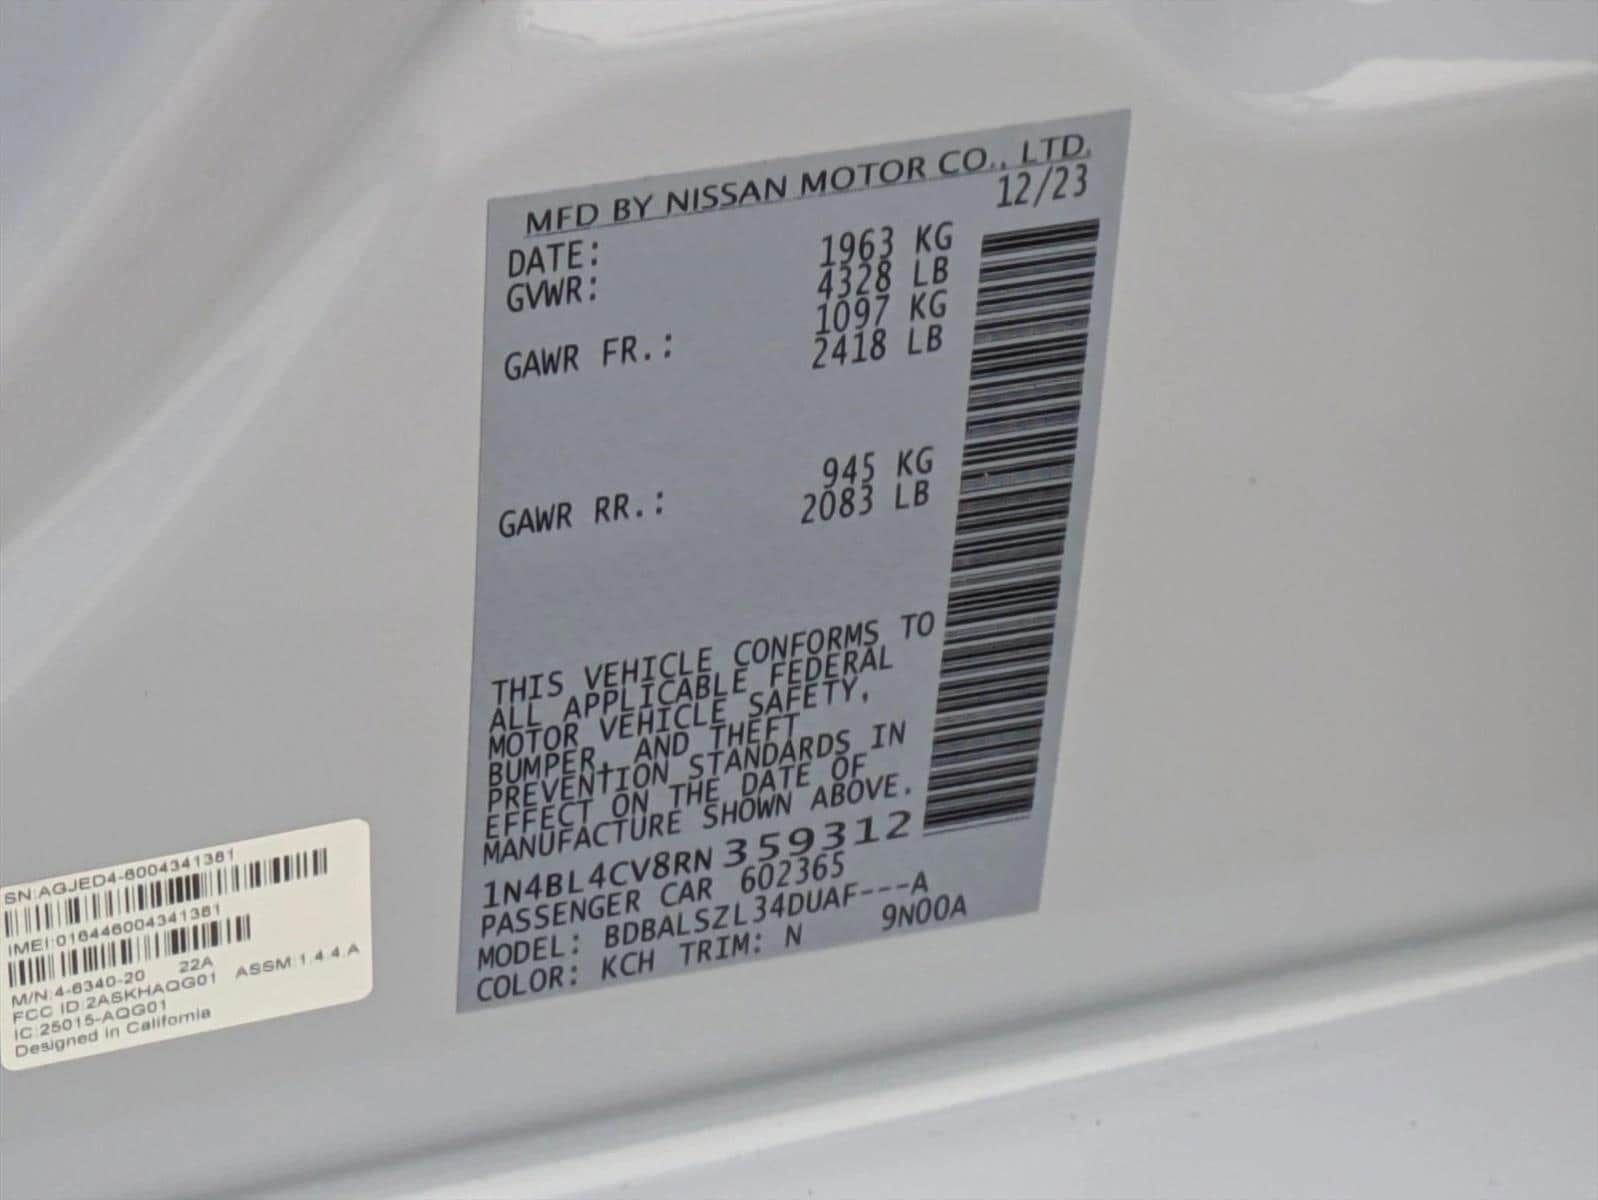 MFD BY NISSAN MOTOR CO., LTD.
DATE: 12/23
GVWR: 1963 KG
4328 LB
GAWR FR.: 1097 KG
2418 LB
GAWR RR.: 945 KG
2083 LB
THIS VEHICLE CONFORMS TO
ALL APPLICABLE FEDERAL
MOTOR VEHICLE SAFETY,
BUMPER, AND THEFT
PREVENTION STANDARDS IN
EFFECT ON THE DATE OF
MANUFACTURE SHOWN ABOVE.
1N4BL4CV8RN359312
PASSENGER CAR 602365
MODEL: BDBALSZL34DUAF---A
COLOR: KCH TRIM: N 9N00A
SN:AGJED4-6004341381
IMEI:016446004341381
M/N:4-6340-20 22A
FCC ID:2ASKHAQG01 ASSM:1.4.4.A
IC:25015-AQG01
Designed in California